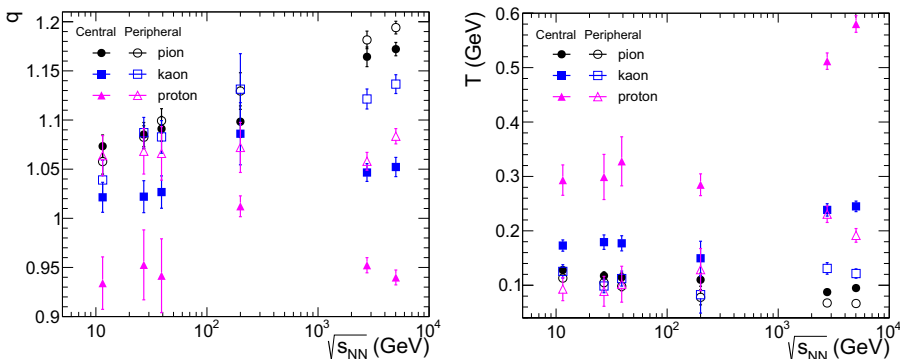 q
1.2
1.15
1.1
1.05
1
0.95
0.9
Central Peripheral
pion
kaon
proton
10
10²
10³
10⁴
√sNN (GeV)
T (GeV)
0.6
0.5
0.4
0.3
0.2
0.1
Central Peripheral
pion
kaon
proton
10
10²
10³
10⁴
√sNN (GeV)